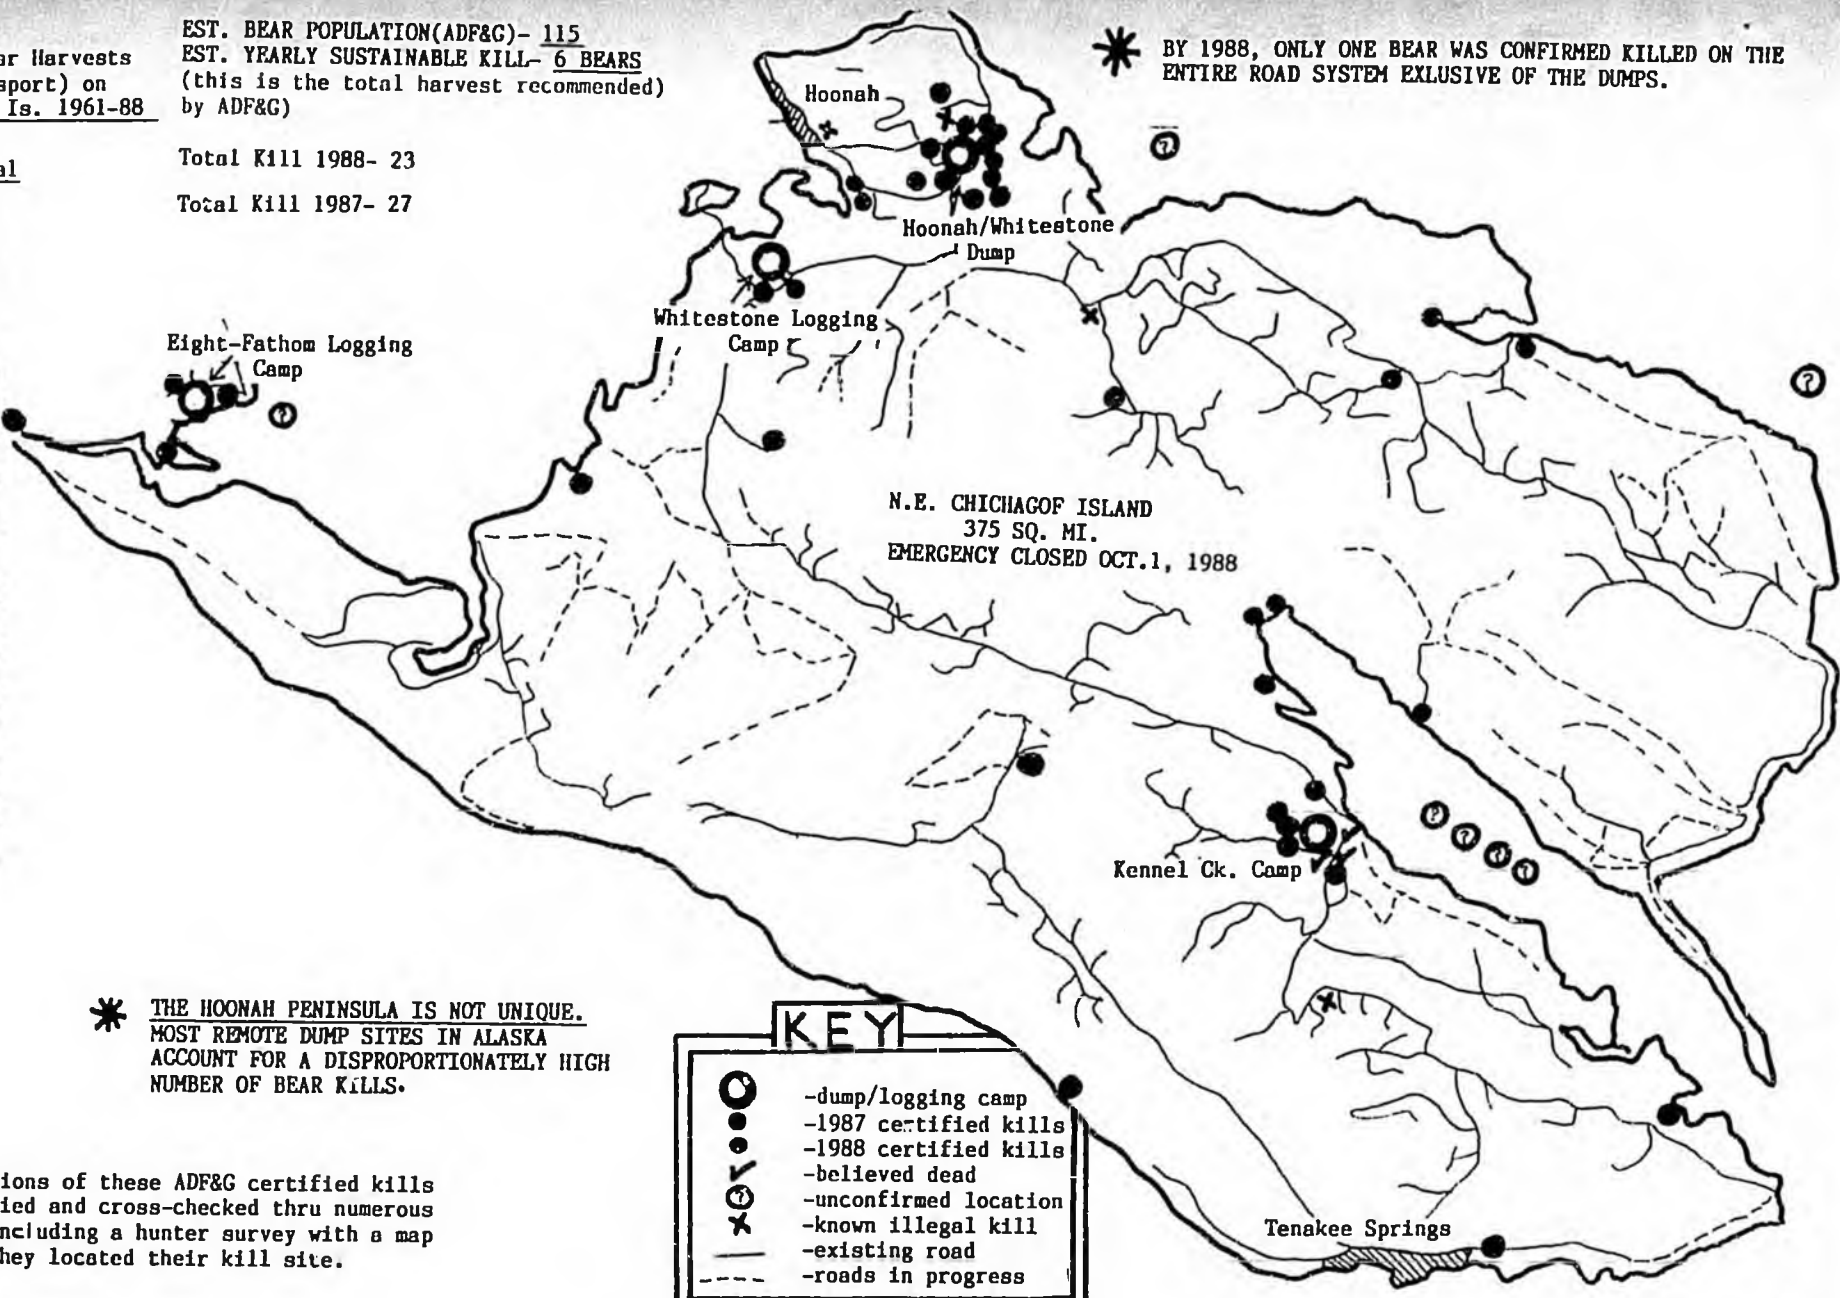 ar Harvests
sport) on
Is. 1961-88
al
EST. BEAR POPULATION(ADF&G)- 115
EST. YEARLY SUSTAINABLE KILL- 6 BEARS
(this is the total harvest recommended)
by ADF&G)
Total Kill 1988- 23
Total Kill 1987- 27
BY 1988, ONLY ONE BEAR WAS CONFIRMED KILLED ON THE
ENTIRE ROAD SYSTEM EXLUSIVE OF THE DUMPS.
Hoonah
Hoonah/Whitestone
Dump
Whitestone Logging
Camp
Eight-Fathom Logging
Camp
N.E. CHICHAGOF ISLAND
375 SQ. MI.
EMERGENCY CLOSED OCT.1, 1988
Kennel Ck. Camp
THE HOONAH PENINSULA IS NOT UNIQUE.
MOST REMOTE DUMP SITES IN ALASKA
ACCOUNT FOR A DISPROPORTIONATELY HIGH
NUMBER OF BEAR KILLS.
KEY
-dump/logging camp
-1987 certified kills
-1988 certified kills
-believed dead
? -unconfirmed location
-known illegal kill
-existing road
-roads in progress
Tenakee Springs
ions of these ADF&G certified kills
ied and cross-checked thru numerous
ncluding a hunter survey with a map
hey located their kill site.
?
?
?
?
?
?
?